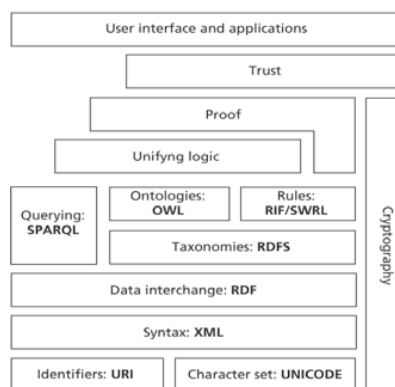 User interface and applications
Trust
Proof
Unifyng logic
Ontologies:
OWL
Rules:
RIF/SWRL
Querying:
SPARQL
Taxonomies: RDFS
Data interchange: RDF
Syntax: XML
Identifiers: URI
Character set: UNICODE
Cryptography